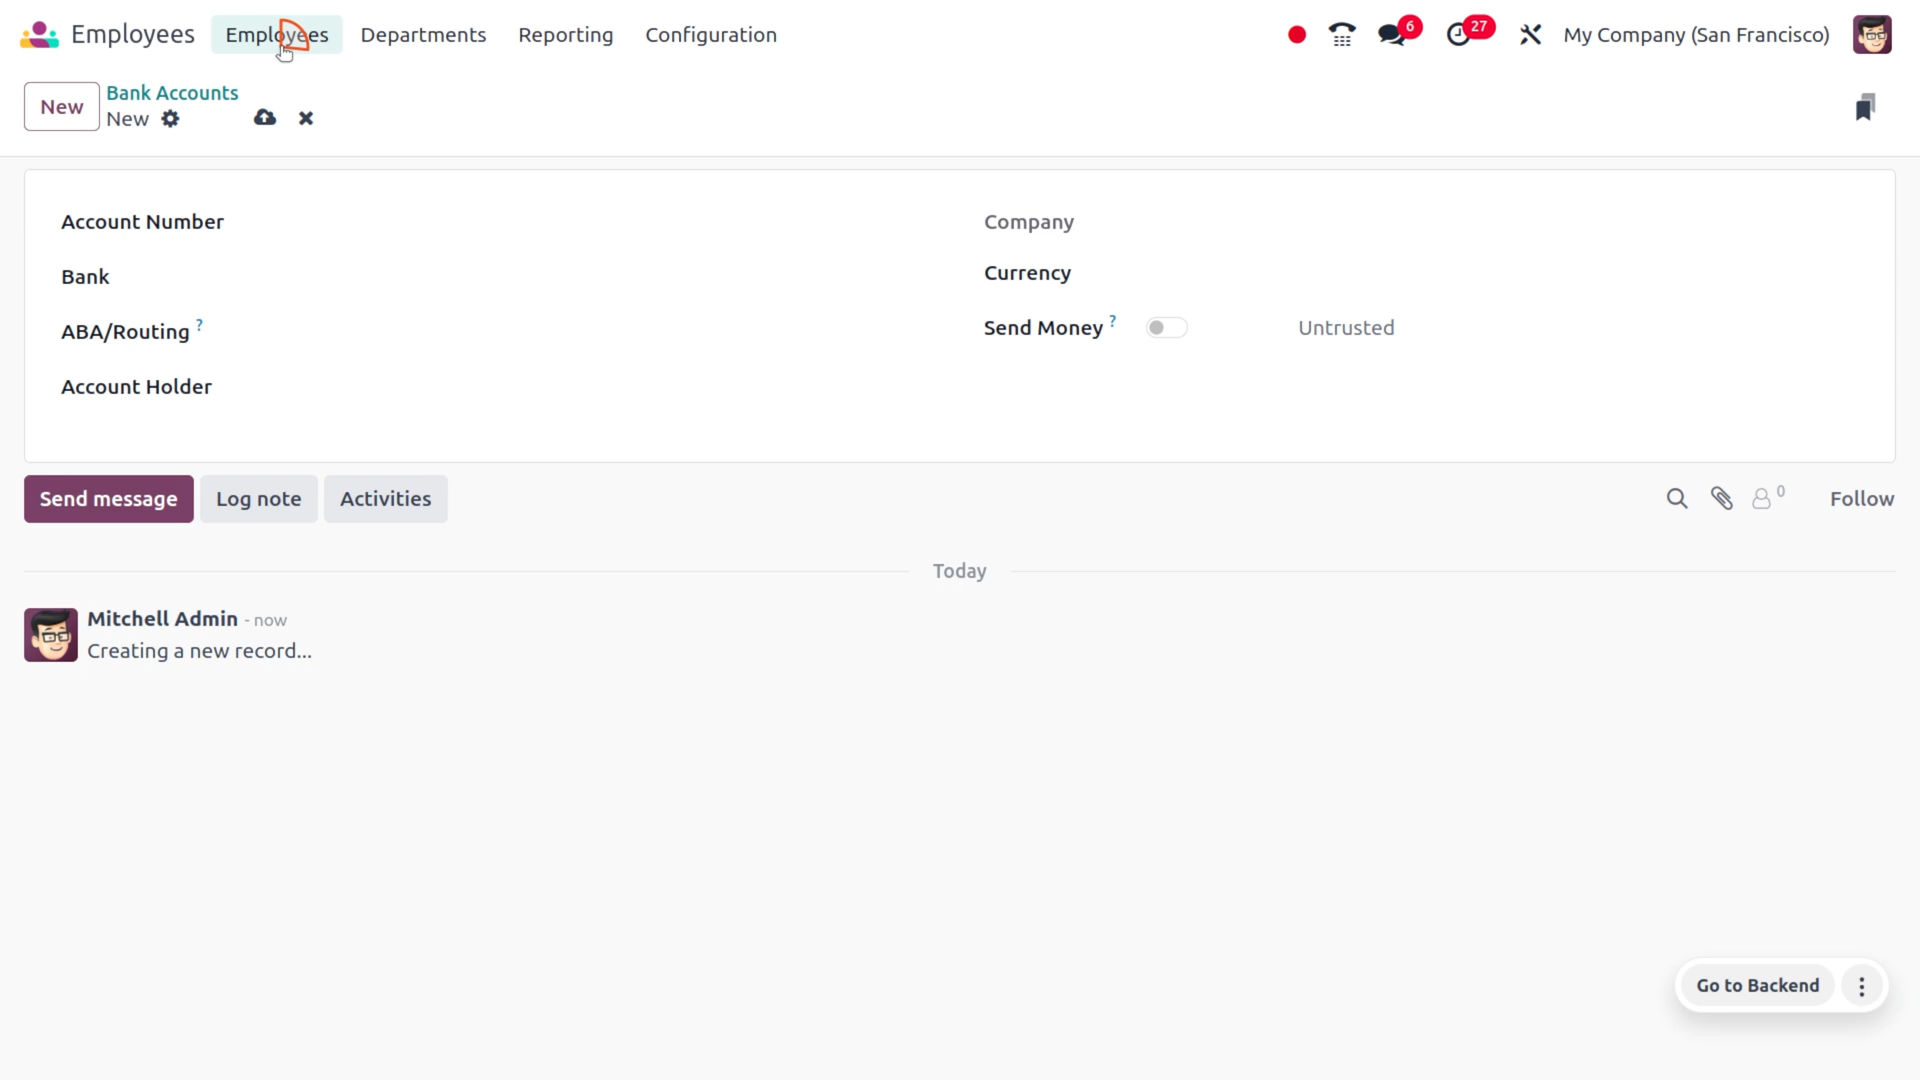 Employees Employees Departments Reporting Configuration 6 27 My Company (San Francisco)
New Bank Accounts
New
Account Number
Bank
ABA/Routing ?
Account Holder
Company
Currency
Send Money ? Untrusted
Send message Log note Activities 0 Follow
Today
Mitchell Admin - now
Creating a new record...
Go to Backend